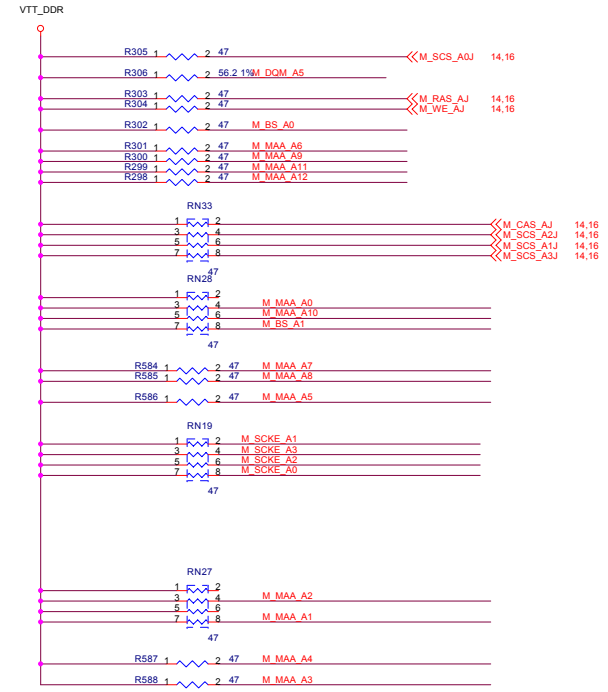 VTT_DDR
R305 1 2 47 M_SCS_A0J 14,16
R306 1 2 56.2 1% M_DQM_A5
R303 1 2 47 M_RAS_AJ 14,16
R304 1 2 47 M_WE_AJ 14,16
R302 1 2 47 M_BS_A0
R301 1 2 47 M_MAA_A6
R300 1 2 47 M_MAA_A9
R299 1 2 47 M_MAA_A11
R298 1 2 47 M_MAA_A12
RN33
1 2 M_CAS_AJ 14,16
3 4 M_SCS_A2J 14,16
5 6 M_SCS_A1J 14,16
7 8 M_SCS_A3J 14,16
47
RN28
1 2
3 4 M_MAA_A0
5 6 M_MAA_A10
7 8 M_BS_A1
47
R584 1 2 47 M_MAA_A7
R585 1 2 47 M_MAA_A8
R586 1 2 47 M_MAA_A5
RN19
1 2 M_SCKE_A1
3 4 M_SCKE_A3
5 6 M_SCKE_A2
7 8 M_SCKE_A0
47
RN27
1 2
3 4 M_MAA_A2
5 6
7 8 M_MAA_A1
47
R587 1 2 47 M_MAA_A4
R588 1 2 47 M_MAA_A3